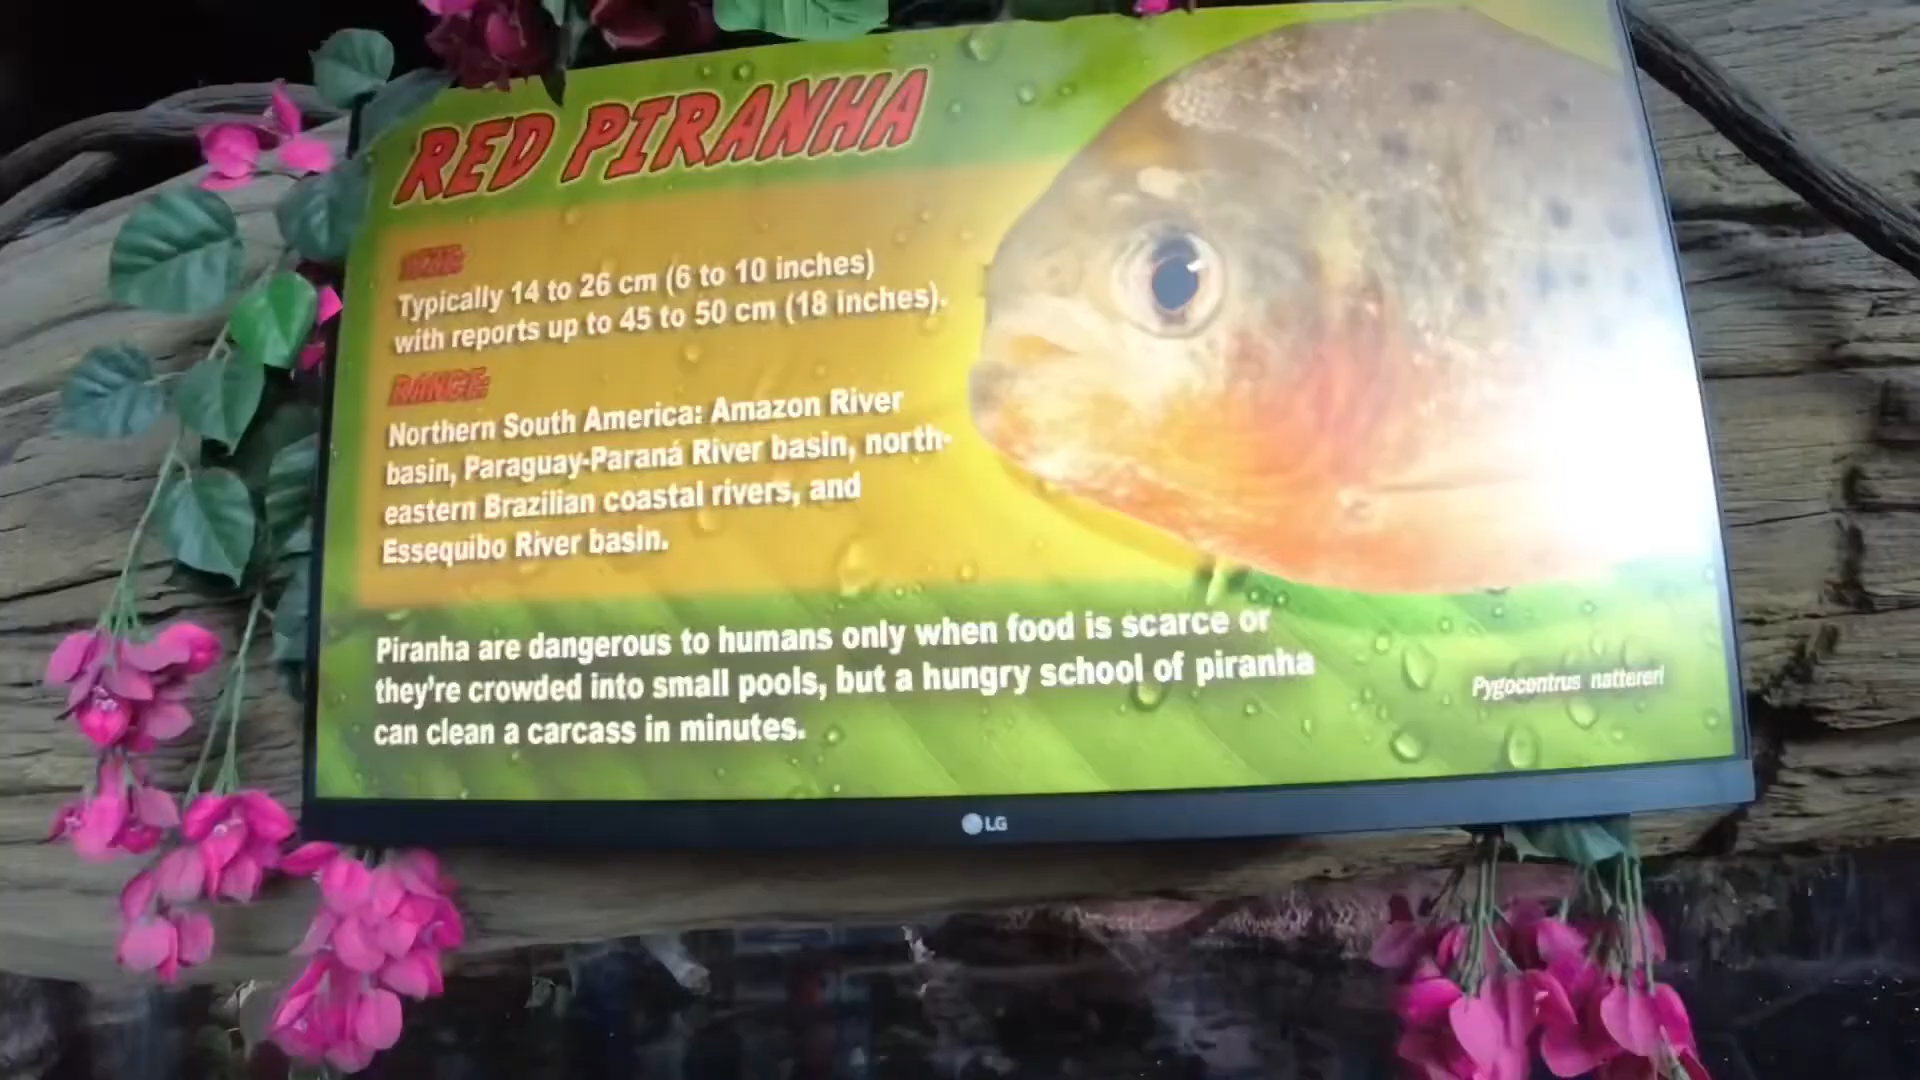 RED PIRANHA
SIZE:
Typically 14 to 26 cm (6 to 10 inches)
with reports up to 45 to 50 cm (18 inches).
RANGE:
Northern South America: Amazon River
basin, Paraguay-Paraná River basin, north-
eastern Brazilian coastal rivers, and
Essequibo River basin.
Piranha are dangerous to humans only when food is scarce or
they're crowded into small pools, but a hungry school of piranha
can clean a carcass in minutes.
Pygocentrus nattereri
LG